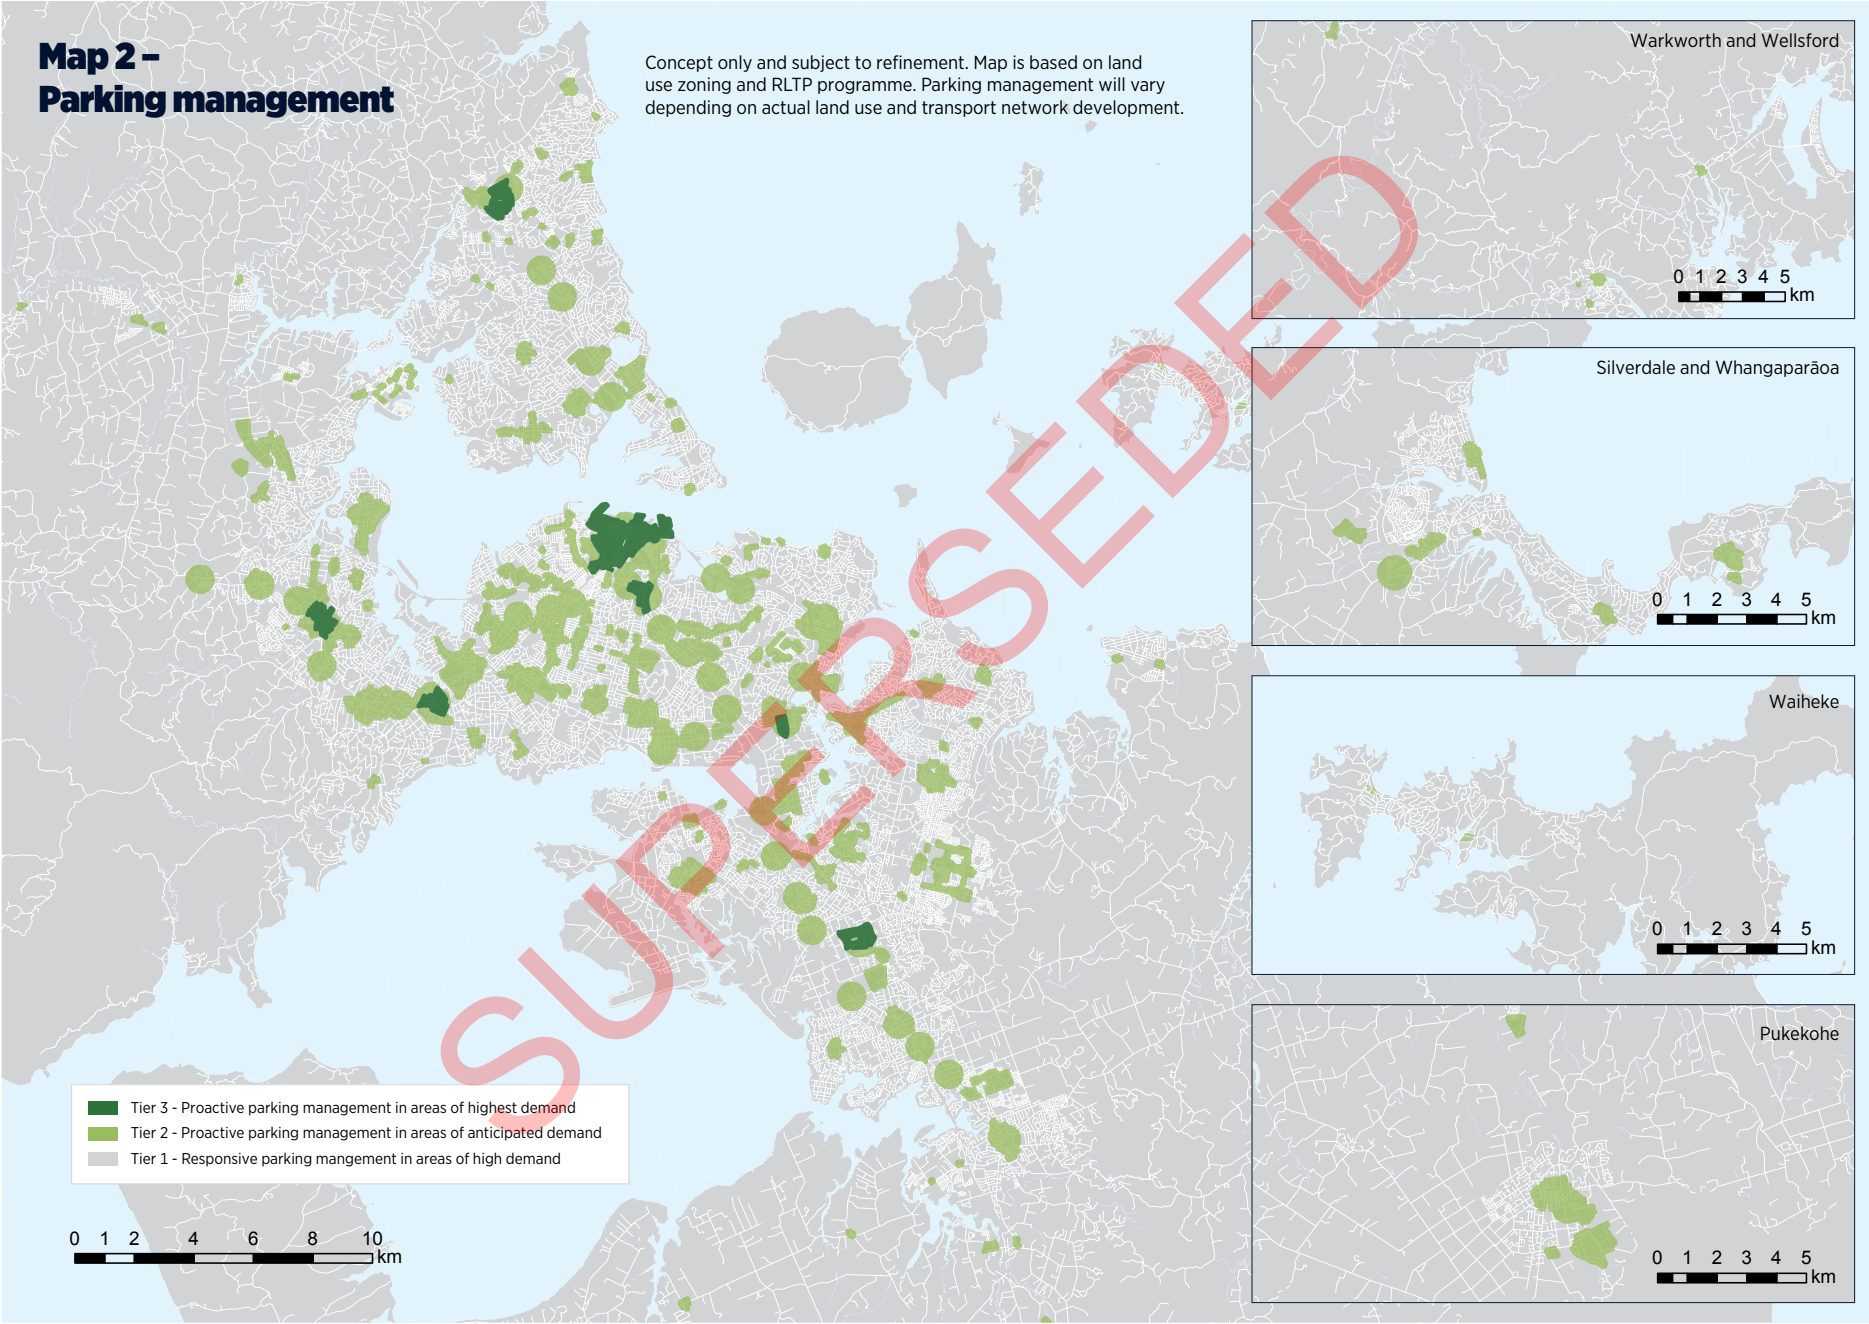 Map 2 –
Parking management
Concept only and subject to refinement. Map is based on land
use zoning and RLTP programme. Parking management will vary
depending on actual land use and transport network development.
Warkworth and Wellsford
0 1 2 3 4 5
km
Silverdale and Whangaparāoa
0 1 2 3 4 5
km
Waiheke
0 1 2 3 4 5
km
Pukekohe
0 1 2 3 4 5
km
SUPERSEDED
Tier 3 - Proactive parking management in areas of highest demand
Tier 2 - Proactive parking management in areas of anticipated demand
Tier 1 - Responsive parking mangement in areas of high demand
0 1 2 4 6 8 10
km